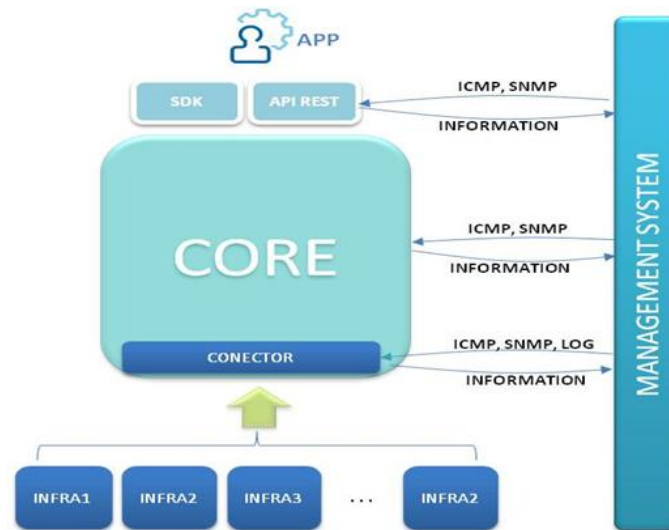 APP
SDK
API REST
ICMP, SNMP
INFORMATION
CORE
ICMP, SNMP
INFORMATION
CONECTOR
ICMP, SNMP, LOG
INFORMATION
MANAGEMENT SYSTEM
INFRA1
INFRA2
INFRA3
...
INFRA2